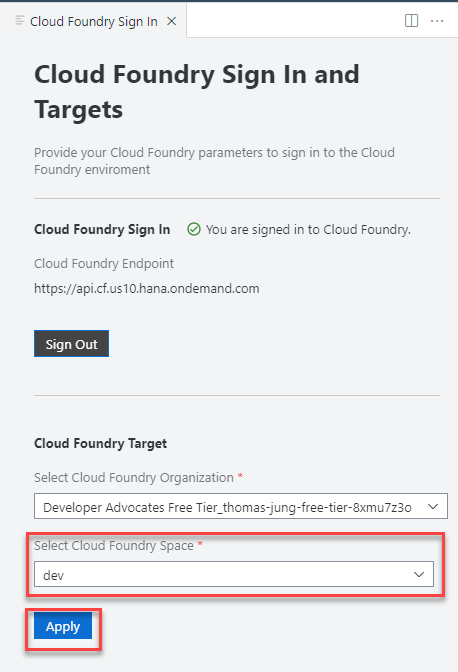 Cloud Foundry Sign In
Cloud Foundry Sign In and
Targets
Provide your Cloud Foundry parameters to sign in to the Cloud
Foundry enviroment
Cloud Foundry Sign In You are signed in to Cloud Foundry.
Cloud Foundry Endpoint
https://api.cf.us10.hana.ondemand.com
Sign Out
Cloud Foundry Target
Select Cloud Foundry Organization *
Developer Advocates Free Tier_thomas-jung-free-tier-8xmu7z3o
Select Cloud Foundry Space *
dev
Apply